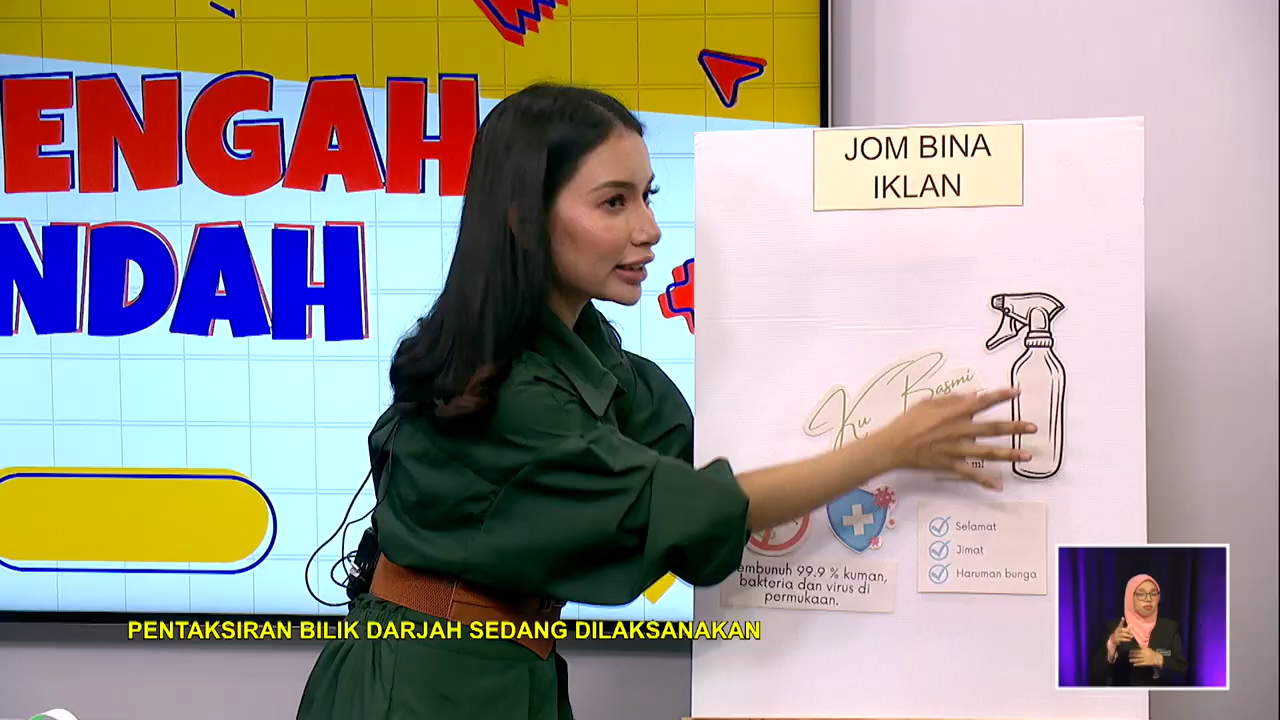 ENGAH
NDAH
JOM BINA
IKLAN
Ku Basmi
ml
embunuh 99.9 % kuman,
bakteria dan virus di
permukaan.
Selamat
Jimat
Haruman bunga
PENTAKSIRAN BILIK DARJAH SEDANG DILAKSANAKAN